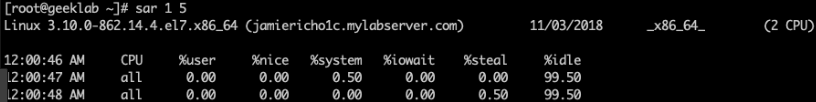 [root@geeklab ~]# sar 1 5
Linux 3.10.0-862.14.4.el7.x86_64 (jamiericho1c.mylabserver.com) 11/03/2018 _x86_64_ (2 CPU)
12:00:46 AM CPU %user %nice %system %iowait %steal %idle
12:00:47 AM all 0.00 0.00 0.50 0.00 0.00 99.50
12:00:48 AM all 0.00 0.00 0.00 0.00 0.50 99.50